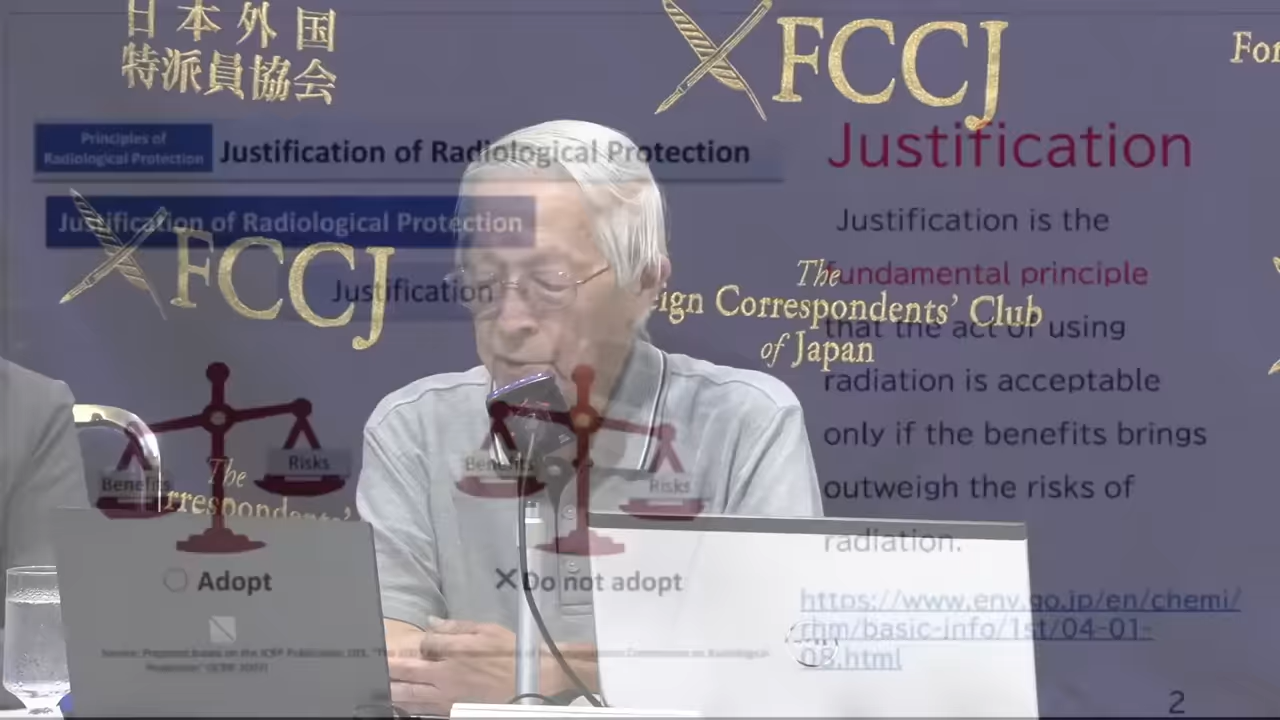 日本外国
特派員協会
FCCJ
For
Principles of
Radiological Protection
Justification of Radiological Protection
Justification of Radiological Protection
Justification
FCCJ
The
ign Correspondents' Club
of Japan
Benefits
Risks
Benefits
Risks
The
rrespondents'
Adopt
Do not adopt
Justification
Justification is the
fundamental principle
that the act of using
radiation is acceptable
only if the benefits brings
outweigh the risks of
radiation.
https://www.env.go.jp/en/chemi/
rhm/basic-info/1st/04-01-
08.html
2